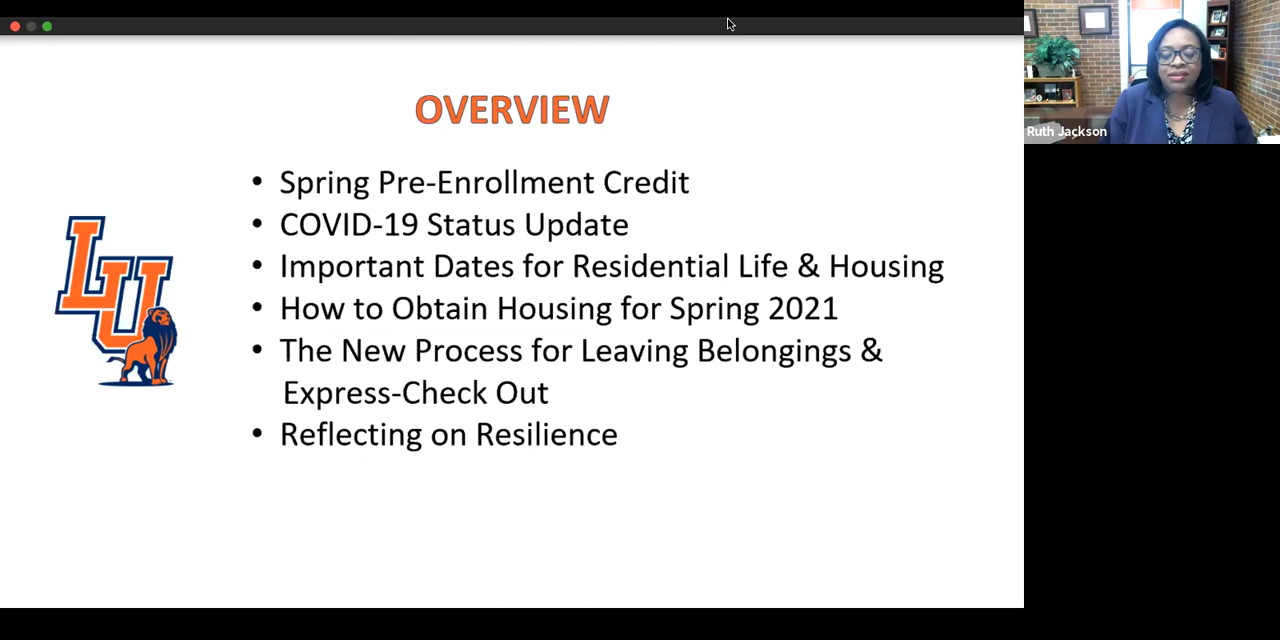 OVERVIEW
• Spring Pre-Enrollment Credit
• COVID-19 Status Update
• Important Dates for Residential Life & Housing
• How to Obtain Housing for Spring 2021
• The New Process for Leaving Belongings &
Express-Check Out
• Reflecting on Resilience
LU
Ruth Jackson